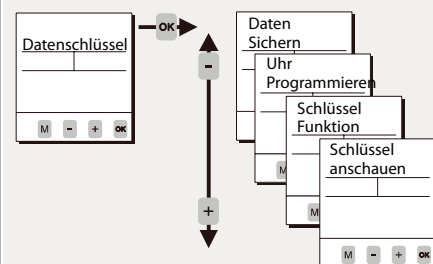 Datenschlüssel
M - + OK
OK
-
+
Daten
Sichern
Uhr
Programmieren
M
Schlüssel
Funktion
M
Schlüssel
anschauen
M - + OK